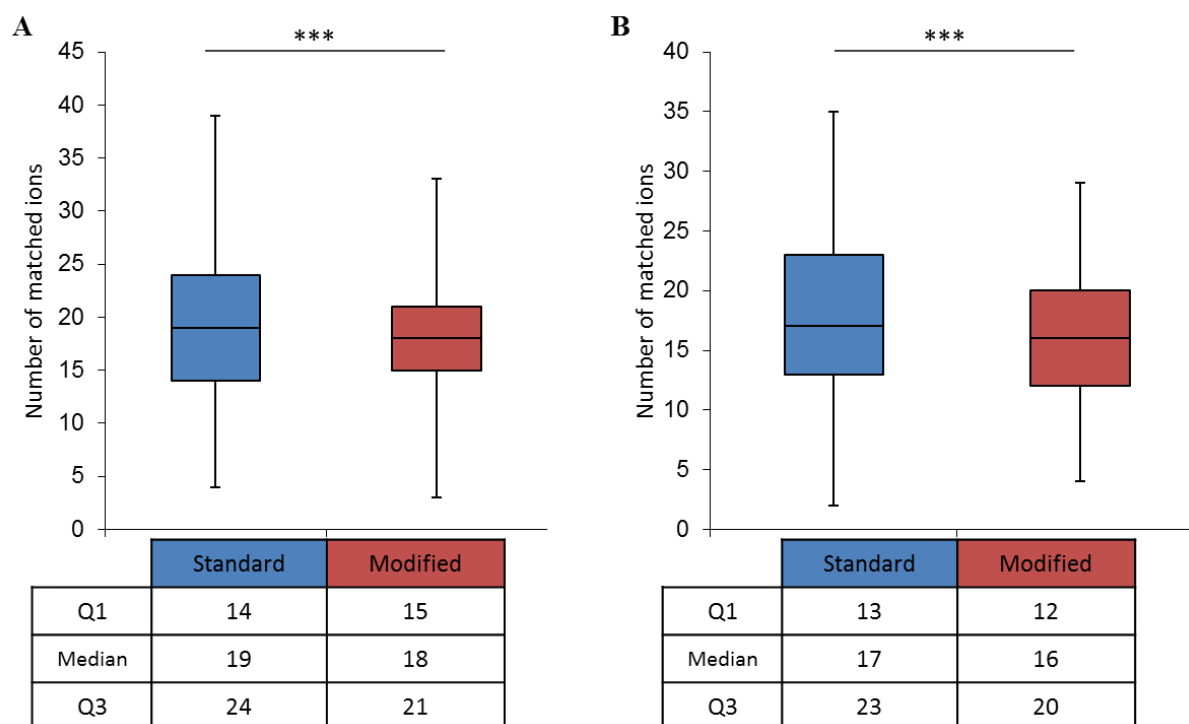 A
***
Number of matched ions
45
40
35
30
25
20
15
10
5
0
Standard Modified
Q1 14 15
Median 19 18
Q3 24 21
B
***
Number of matched ions
40
35
30
25
20
15
10
5
0
Standard Modified
Q1 13 12
Median 17 16
Q3 23 20